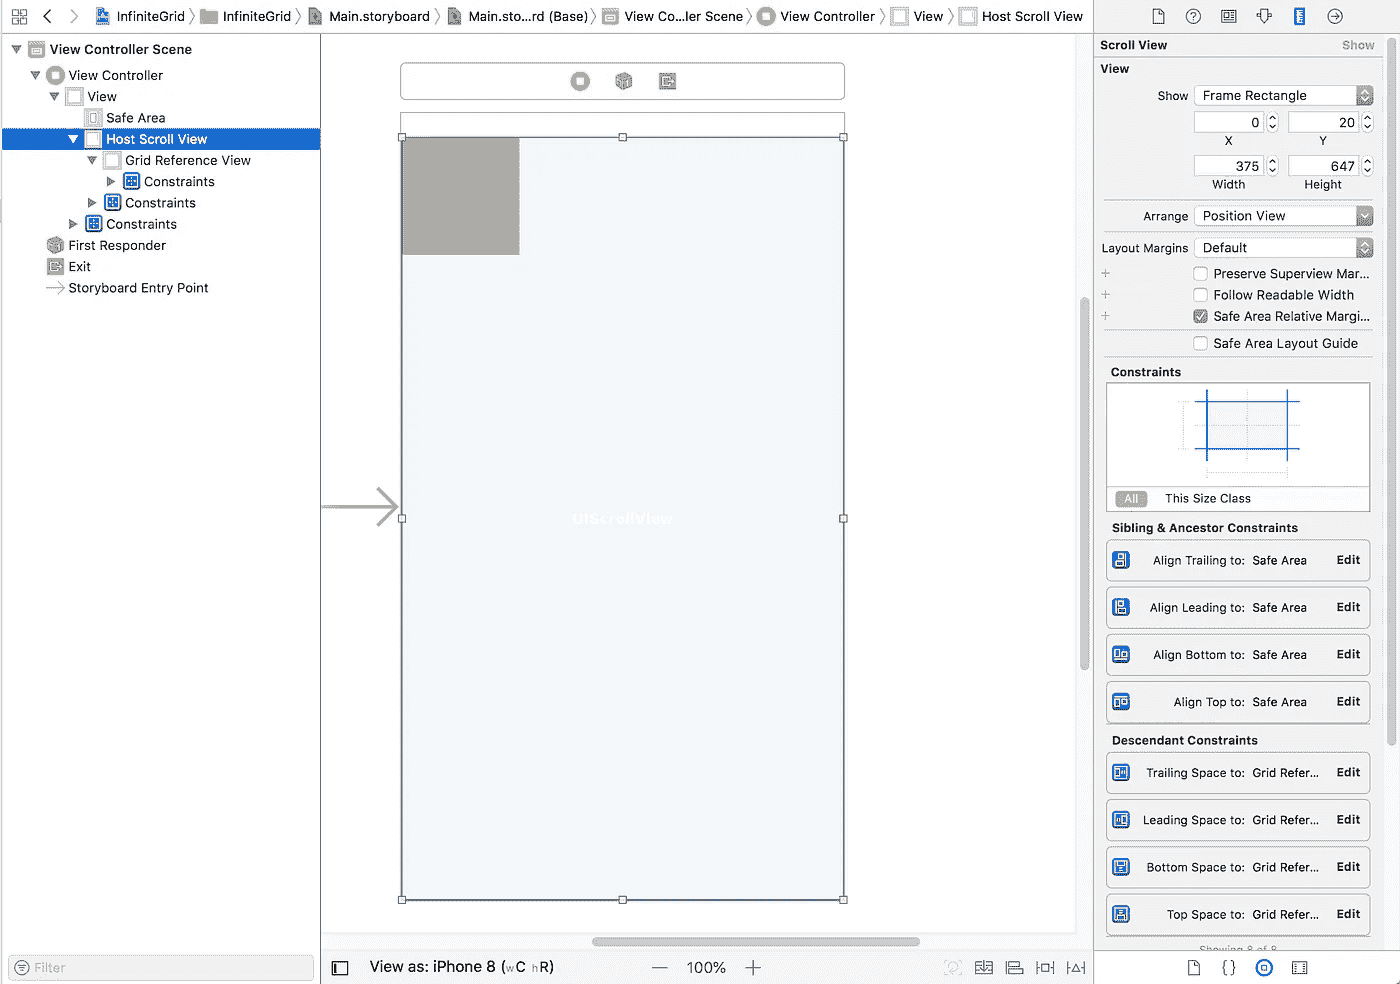 InfiniteGrid InfiniteGrid Main.storyboard Main.sto...rd (Base) View Co...ler Scene View Controller View Host Scroll View
View Controller Scene
View Controller
View
Safe Area
Host Scroll View
Grid Reference View
Constraints
Constraints
Constraints
First Responder
Exit
Storyboard Entry Point
Filter
UIScrollView
View as: iPhone 8 (wC hR)
— 100% +
Scroll View Show
View
Show Frame Rectangle
0 20
X Y
375 647
Width Height
Arrange Position View
Layout Margins Default
+ Preserve Superview Mar...
+ Follow Readable Width
+ Safe Area Relative Margi...
Safe Area Layout Guide
Constraints
All This Size Class
Sibling & Ancestor Constraints
Align Trailing to: Safe Area Edit
Align Leading to: Safe Area Edit
Align Bottom to: Safe Area Edit
Align Top to: Safe Area Edit
Descendant Constraints
Trailing Space to: Grid Refer... Edit
Leading Space to: Grid Refer... Edit
Bottom Space to: Grid Refer... Edit
Top Space to: Grid Refer... Edit
Showing 8 of 8
{}